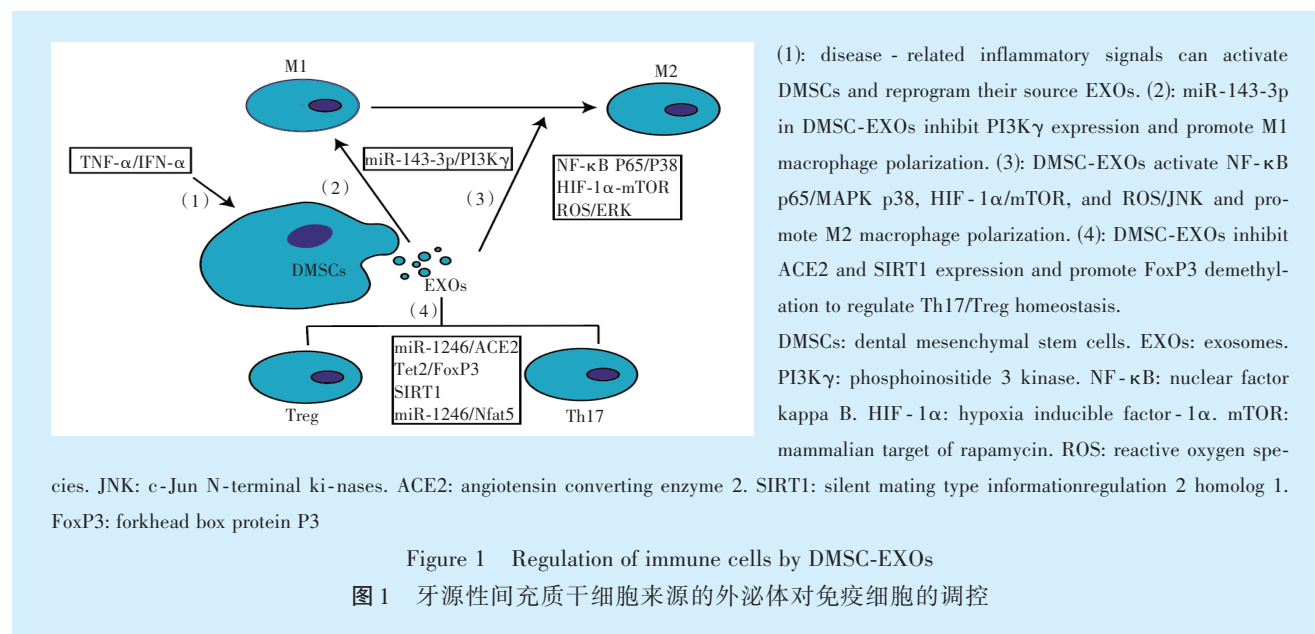 M1
M2
TNF-α/IFN-α
miR-143-3p/PI3Kγ
NF-κB P65/P38
HIF-1α-mTOR
ROS/ERK
(1)
(2)
(3)
DMSCs
EXOs
(4)
miR-1246/ACE2
Tet2/FoxP3
SIRT1
miR-1246/Nfat5
Treg
Th17
(1): disease - related inflammatory signals can activate
DMSCs and reprogram their source EXOs. (2): miR-143-3p
in DMSC-EXOs inhibit PI3Kγ expression and promote M1
macrophage polarization. (3): DMSC-EXOs activate NF-κB
p65/MAPK p38, HIF-1α/mTOR, and ROS/JNK and pro-
mote M2 macrophage polarization. (4): DMSC-EXOs inhibit
ACE2 and SIRT1 expression and promote FoxP3 demethyl-
ation to regulate Th17/Treg homeostasis.
DMSCs: dental mesenchymal stem cells. EXOs: exosomes.
PI3Kγ: phosphoinositide 3 kinase. NF-κB: nuclear factor
kappa B. HIF-1α: hypoxia inducible factor-1α. mTOR:
mammalian target of rapamycin. ROS: reactive oxygen spe-
cies. JNK: c-Jun N-terminal ki-nases. ACE2: angiotensin converting enzyme 2. SIRT1: silent mating type informationregulation 2 homolog 1.
FoxP3: forkhead box protein P3
Figure 1 Regulation of immune cells by DMSC-EXOs
图1 牙源性间充质干细胞来源的外泌体对免疫细胞的调控